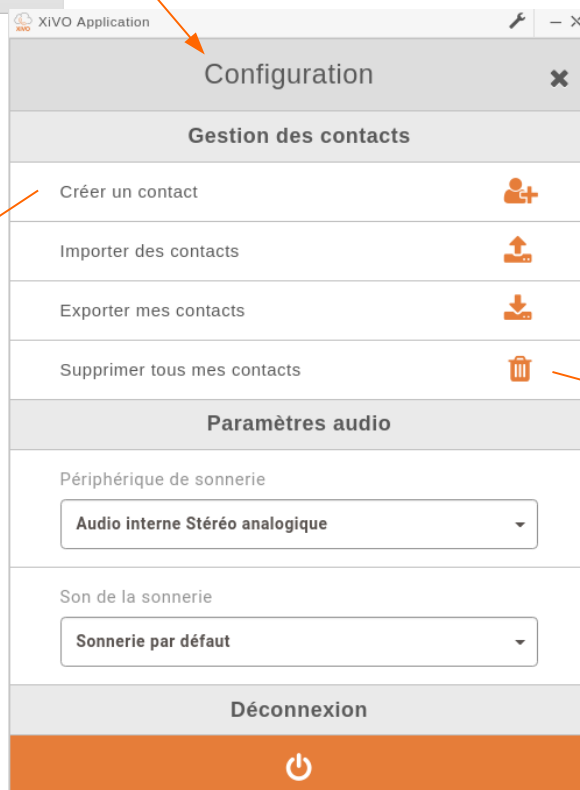 XiVO
XiVO Application
Configuration
Gestion des contacts
Créer un contact
Importer des contacts
Exporter mes contacts
Supprimer tous mes contacts
Paramètres audio
Périphérique de sonnerie
Audio interne Stéréo analogique
Son de la sonnerie
Sonnerie par défaut
Déconnexion